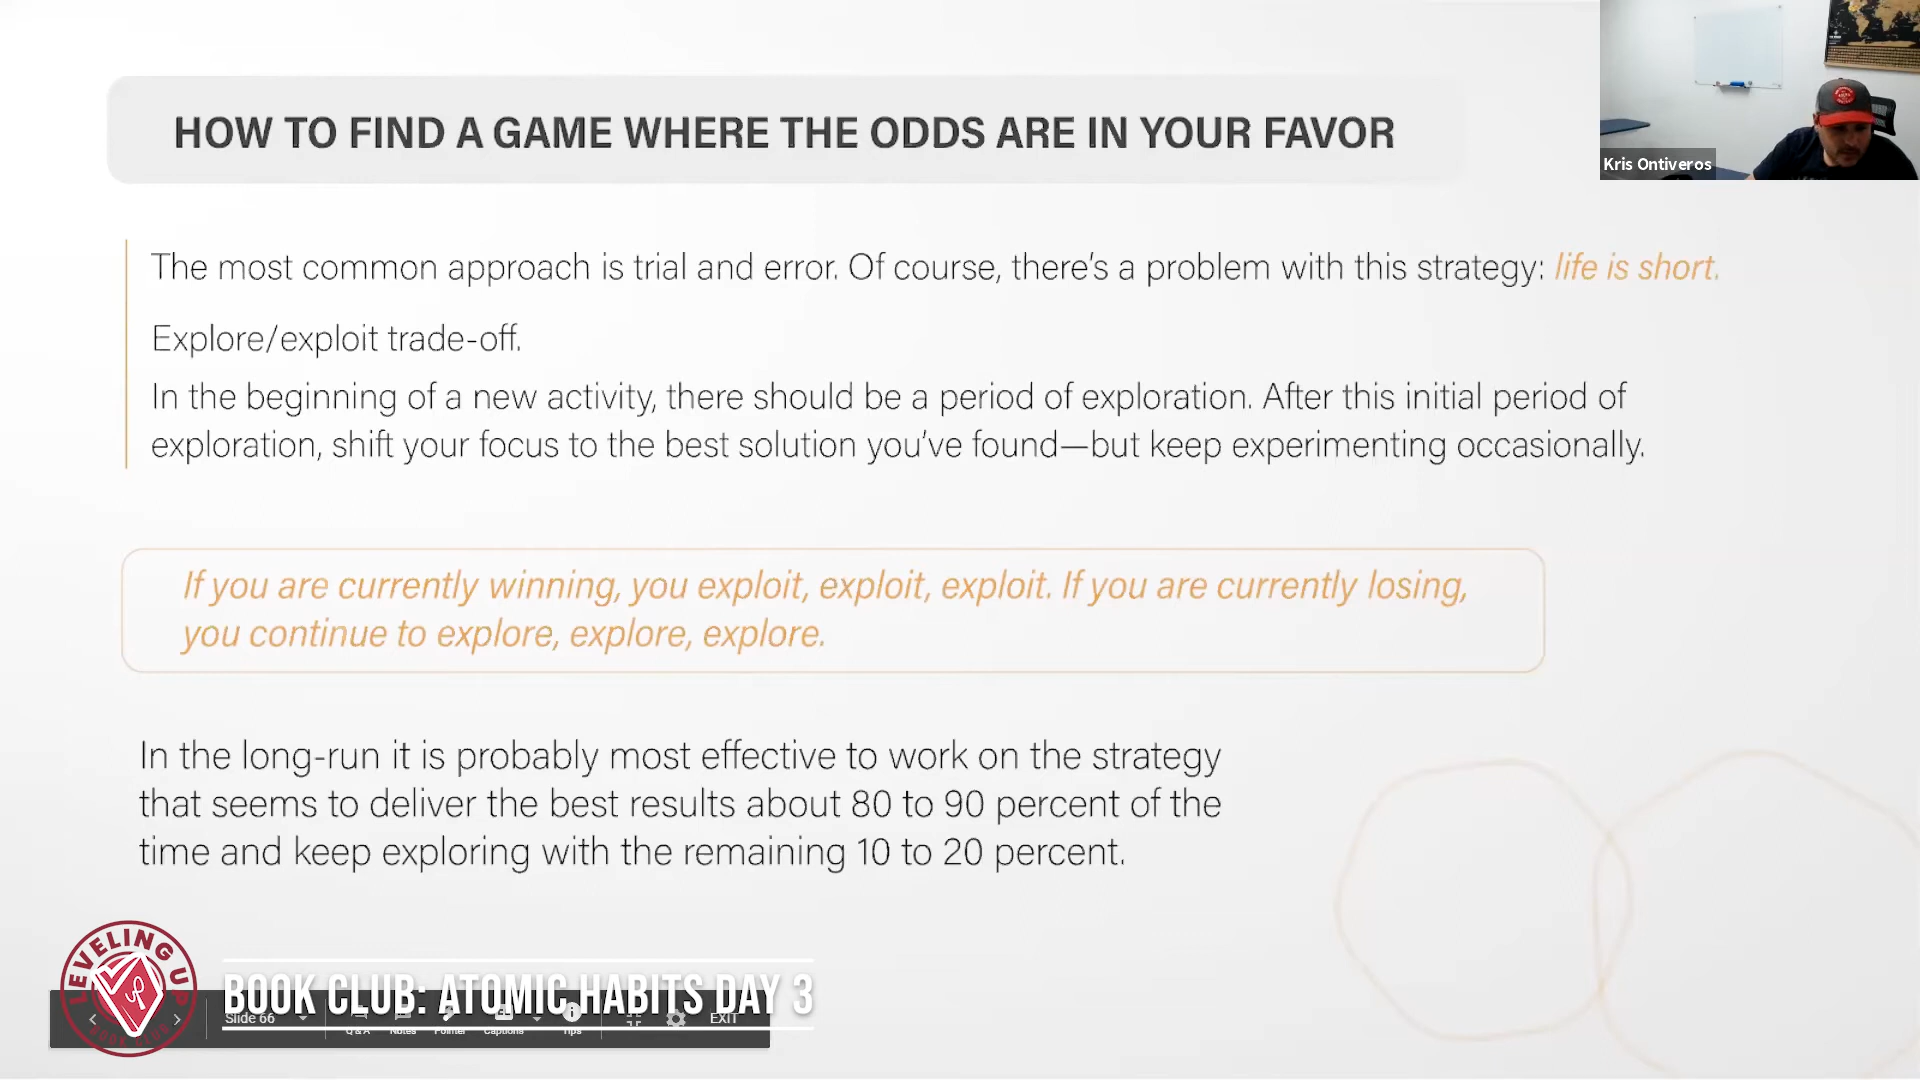 HOW TO FIND A GAME WHERE THE ODDS ARE IN YOUR FAVOR
Kris Ontiveros
The most common approach is trial and error. Of course, there's a problem with this strategy: life is short.
Explore/exploit trade-off.
In the beginning of a new activity, there should be a period of exploration. After this initial period of
exploration, shift your focus to the best solution you've found—but keep experimenting occasionally.
If you are currently winning, you exploit, exploit, exploit. If you are currently losing,
you continue to explore, explore, explore.
In the long-run it is probably most effective to work on the strategy
that seems to deliver the best results about 80 to 90 percent of the
time and keep exploring with the remaining 10 to 20 percent.
LEVELING UP
BOOK CLUB
BOOK CLUB: ATOMIC HABITS DAY 3
Slide 66
Q & A
Notes
Pointer
Captions
Tips
EXIT